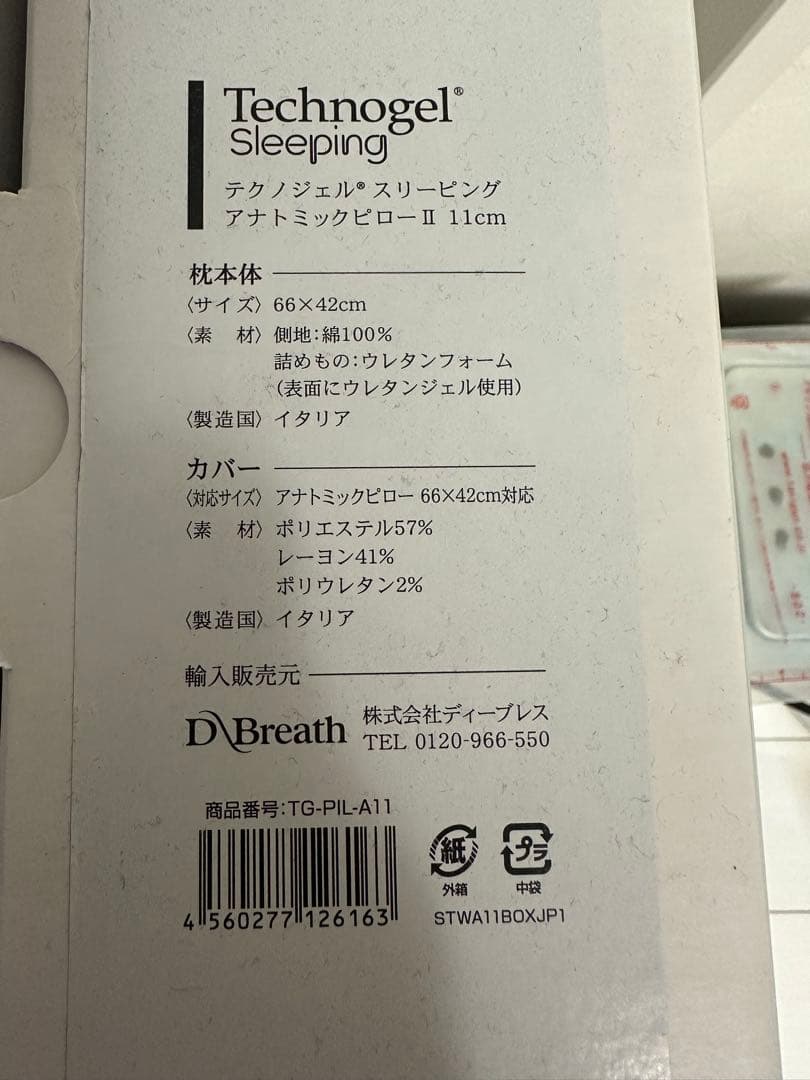 Technogel®
Sleeping
テクノジェル® スリーピング
アナトミックピローⅡ 11cm
枕本体
〈サイズ〉 66×42cm
〈素　材〉 側地:綿100%
詰めもの:ウレタンフォーム
(表面にウレタンジェル使用)
〈製造国〉 イタリア
カバー
〈対応サイズ〉 アナトミックピロー 66×42cm対応
〈素　材〉 ポリエステル57%
レーヨン41%
ポリウレタン2%
〈製造国〉 イタリア
輸入販売元
D\Breath 株式会社ディーブレス
TEL 0120-966-550
商品番号:TG-PIL-A11
4 560277 126163
紙 プラ
外箱 中袋
STWA11BOXJP1